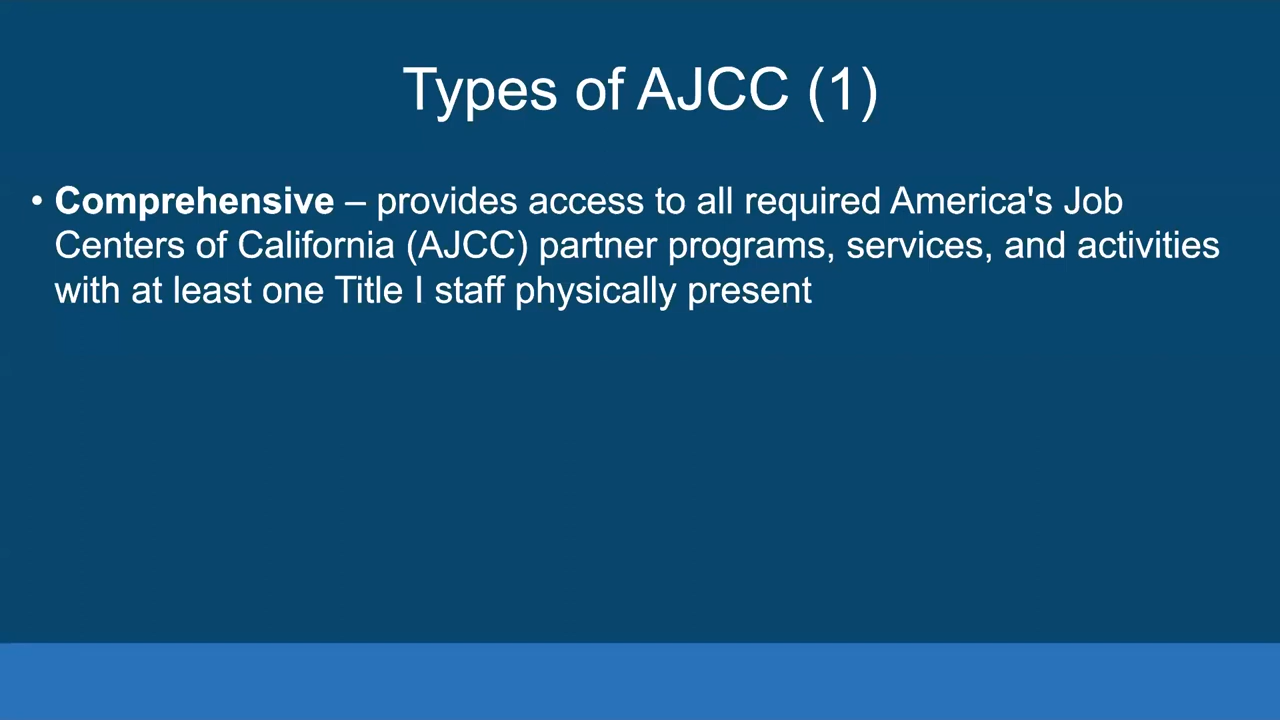 Types of AJCC (1)
• Comprehensive – provides access to all required America's Job
Centers of California (AJCC) partner programs, services, and activities
with at least one Title I staff physically present